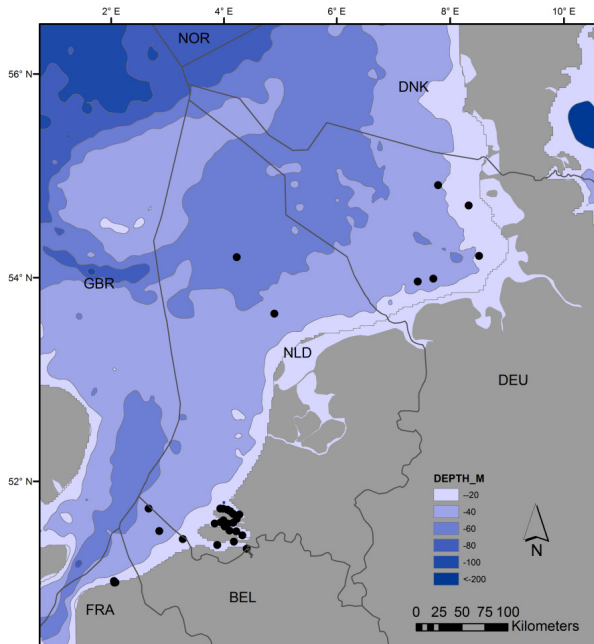 2° E 4° E 6° E 8° E 10° E
NOR
56° N
DNK
54° N
GBR
NLD
DEU
52° N
DEPTH_M
--20
-40
-60
-80
-100
<-200
N
BEL
FRA
0 25 50 75 100
Kilometers